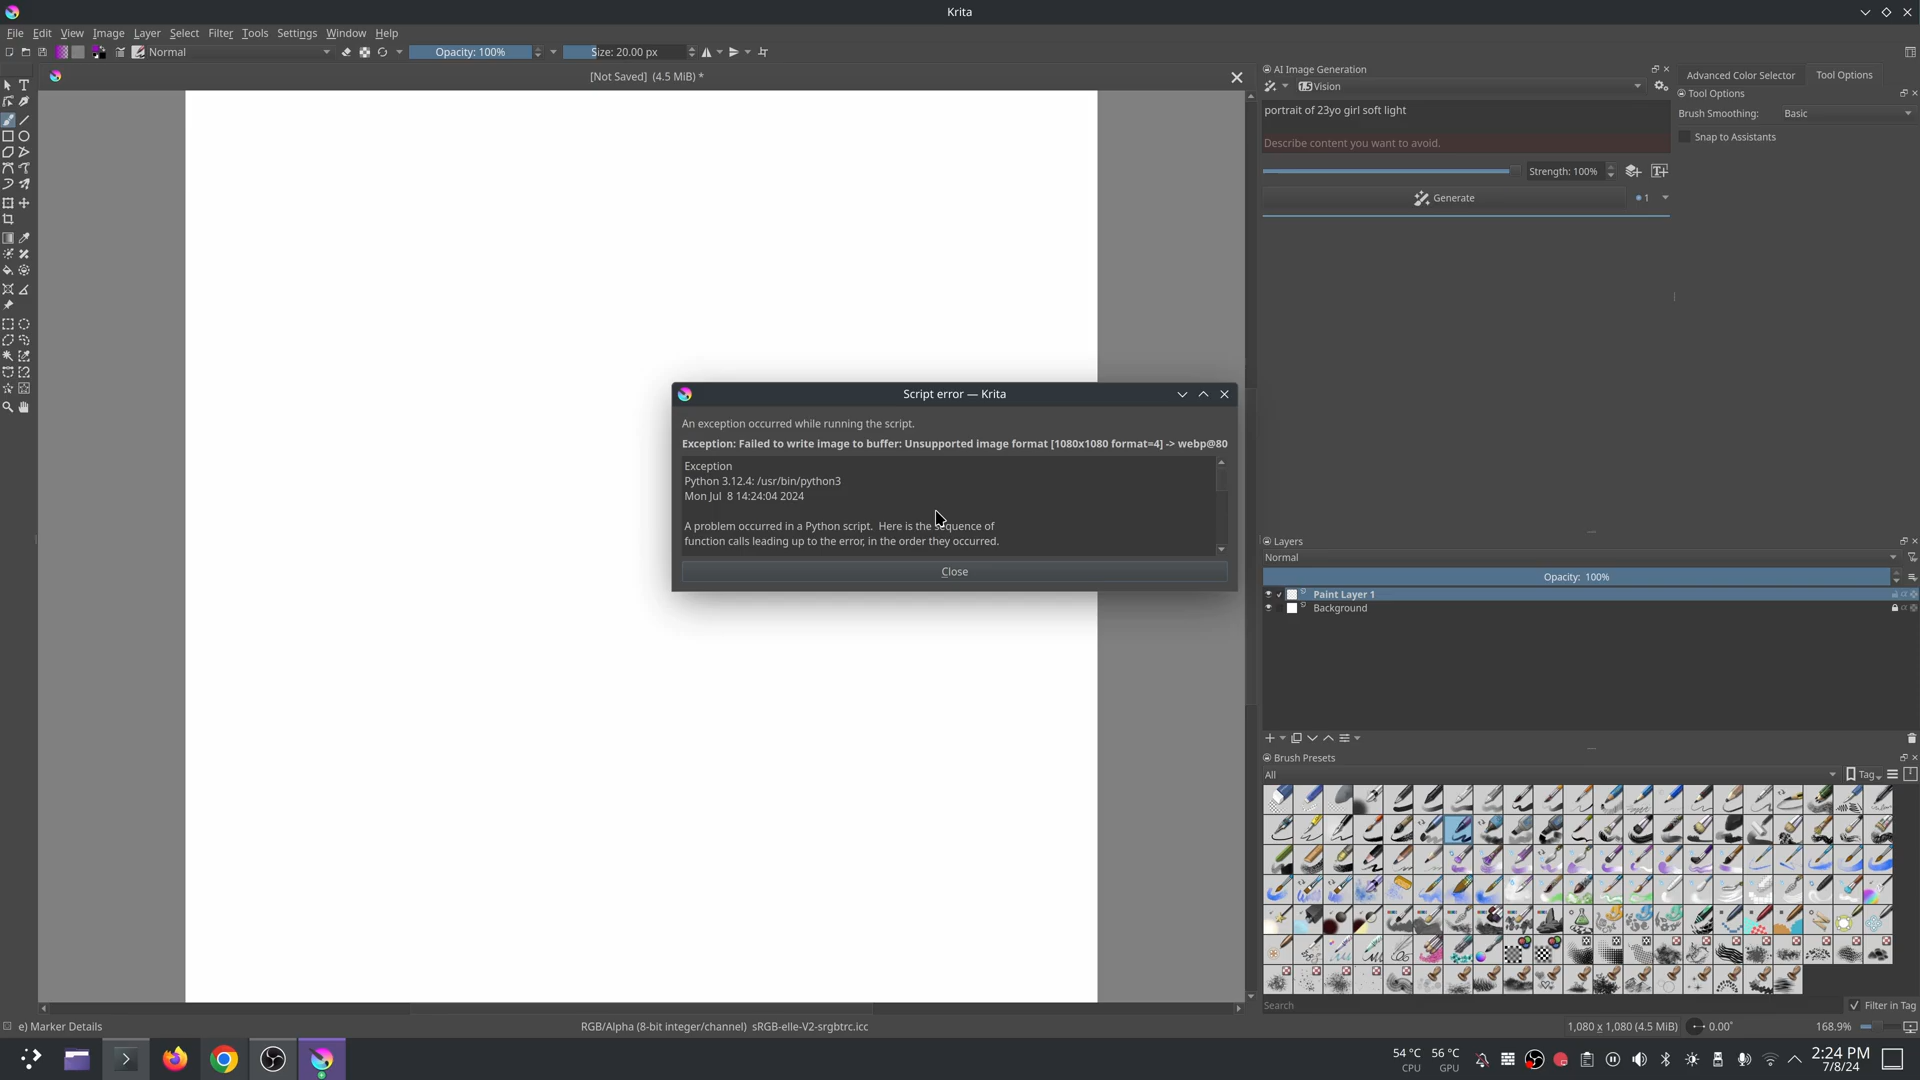 Krita
File Edit View Image Layer Select Filter Tools Settings Window Help
Normal
Opacity: 100%
Size: 20.00 px
[Not Saved] (4.5 MiB) *
AI Image Generation
1.5 Vision
portrait of 23yo girl soft light
Describe content you want to avoid.
Strength: 100%
Generate
1
Advanced Color Selector
Tool Options
Tool Options
Brush Smoothing:
Basic
Snap to Assistants
Script error — Krita
An exception occurred while running the script.
Exception: Failed to write image to buffer: Unsupported image format [1080x1080 format=4] -> webp@80
Exception
Python 3.12.4: /usr/bin/python3
Mon Jul 8 14:24:04 2024
A problem occurred in a Python script. Here is the sequence of
function calls leading up to the error, in the order they occurred.
Close
Layers
Normal
Opacity: 100%
Paint Layer 1
Background
Brush Presets
All
Tag
Search
Filter in Tag
e) Marker Details
RGB/Alpha (8-bit integer/channel) sRGB-elle-V2-srgbtrc.icc
1,080 x 1,080 (4.5 MiB)
0.00°
168.9%
54 °C
CPU
56 °C
GPU
2:24 PM
7/8/24